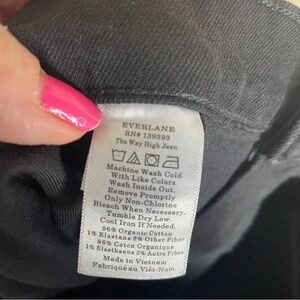 EVERLANE
RN# 139393
The Way High Jean
Machine Wash Cold
With Like Colors
Wash Inside Out.
Remove Promptly
Only Non-Chlorine
Bleach When Necessary.
Tumble Dry Low.
Cool Iron If Needed.
96% Organic Cotton
1% Elastane 3% Other Fiber
96% Coton Organique
1% Élasthanne 3% Autre Fibre
Made in Vietnam
Fabriqué au Viêt-Nam